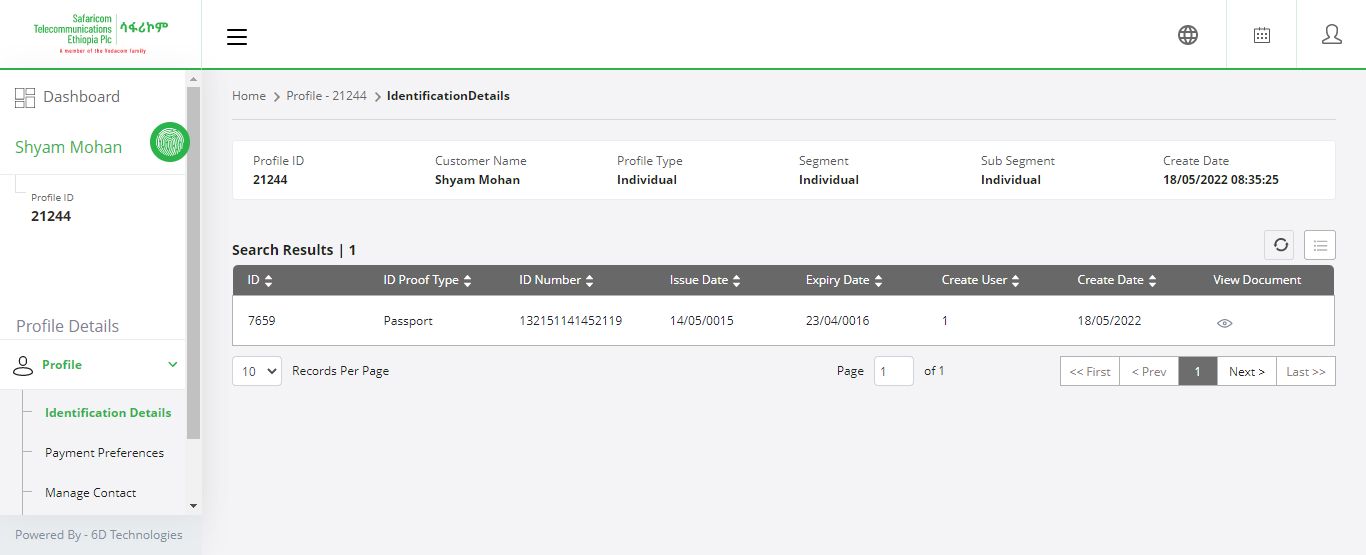 Safaricom
Telecommunications
Ethiopia Plc
ሳፋሪኮም
A member of the Vodacom family
Dashboard
Shyam Mohan
Profile ID
21244
Profile Details
Profile
Identification Details
Payment Preferences
Manage Contact
Powered By - 6D Technologies
Home > Profile - 21244 > IdentificationDetails
Profile ID Customer Name Profile Type Segment Sub Segment Create Date
21244 Shyam Mohan Individual Individual Individual 18/05/2022 08:35:25
Search Results | 1
ID ID Proof Type ID Number Issue Date Expiry Date Create User Create Date View Document
7659 Passport 132151141452119 14/05/0015 23/04/0016 1 18/05/2022
10 Records Per Page Page 1 of 1 << First < Prev 1 Next > Last >>